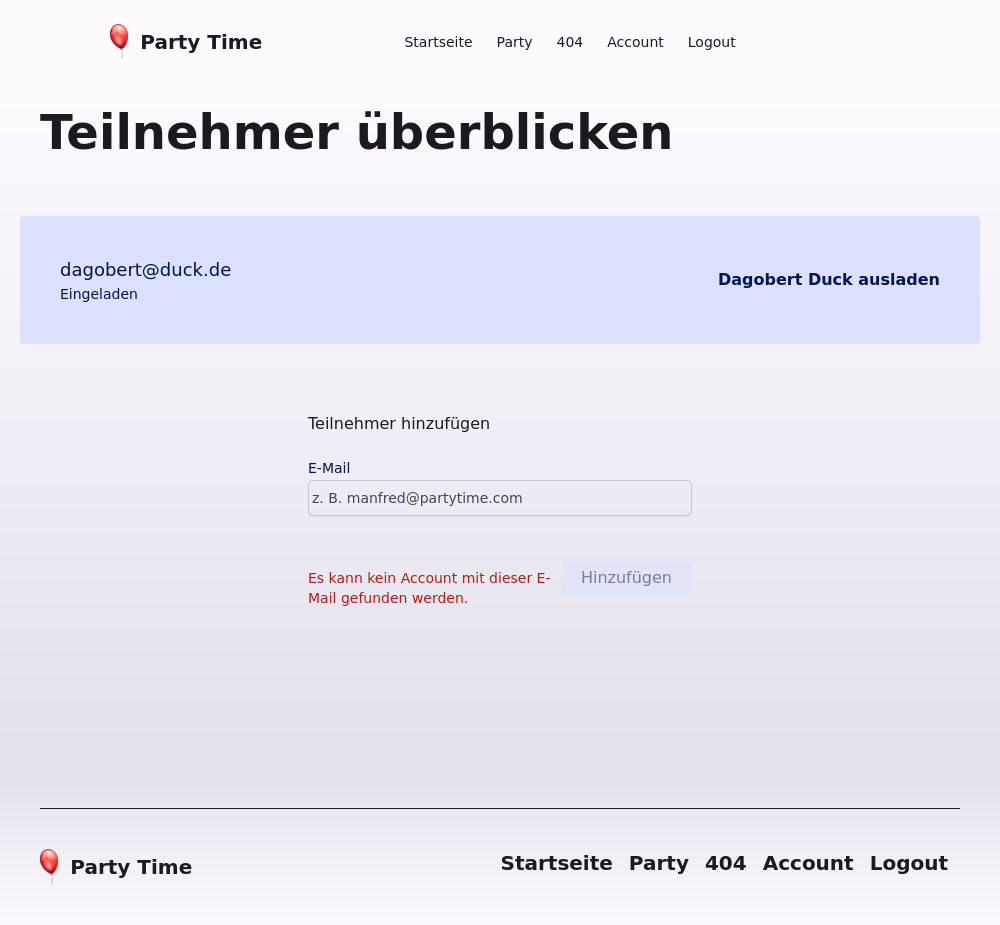 Party Time
Startseite Party 404 Account Logout
Teilnehmer überblicken
dagobert@duck.de
Eingeladen
Dagobert Duck ausladen
Teilnehmer hinzufügen
E-Mail
z. B. manfred@partytime.com
Es kann kein Account mit dieser E-
Mail gefunden werden.
Hinzufügen
Party Time
Startseite Party 404 Account Logout